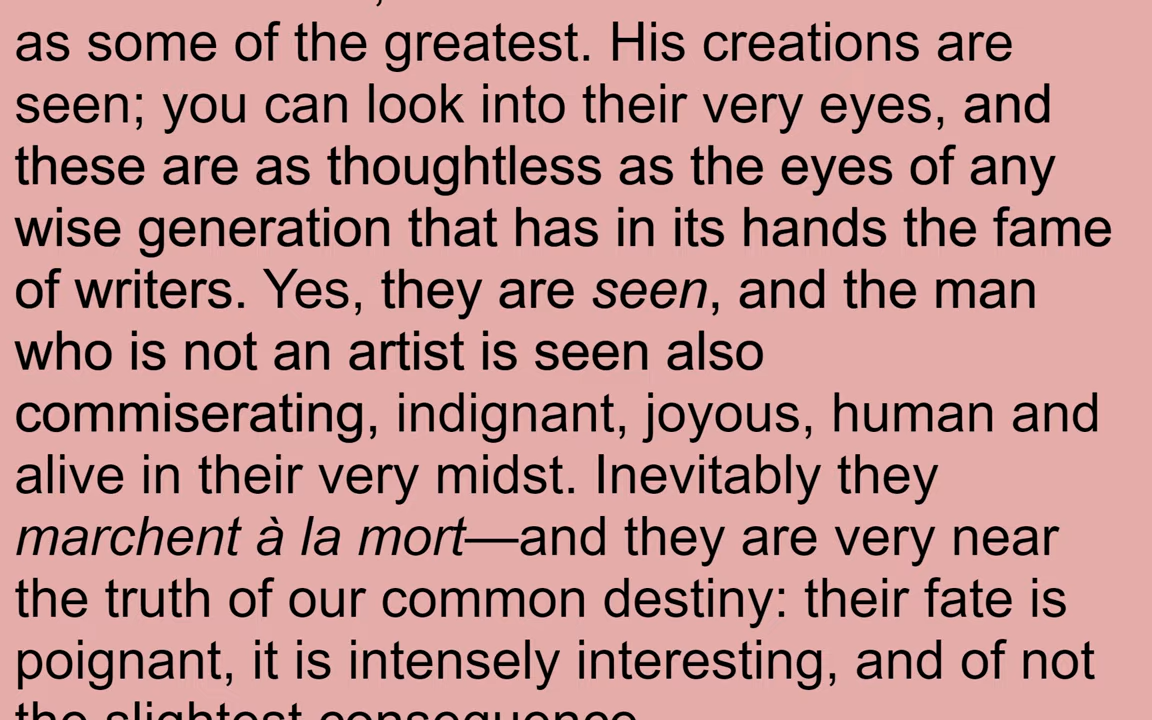 as some of the greatest. His creations are
seen; you can look into their very eyes, and
these are as thoughtless as the eyes of any
wise generation that has in its hands the fame
of writers. Yes, they are seen, and the man
who is not an artist is seen also
commiserating, indignant, joyous, human and
alive in their very midst. Inevitably they
marchent à la mort—and they are very near
the truth of our common destiny: their fate is
poignant, it is intensely interesting, and of not
the slightest consequence.